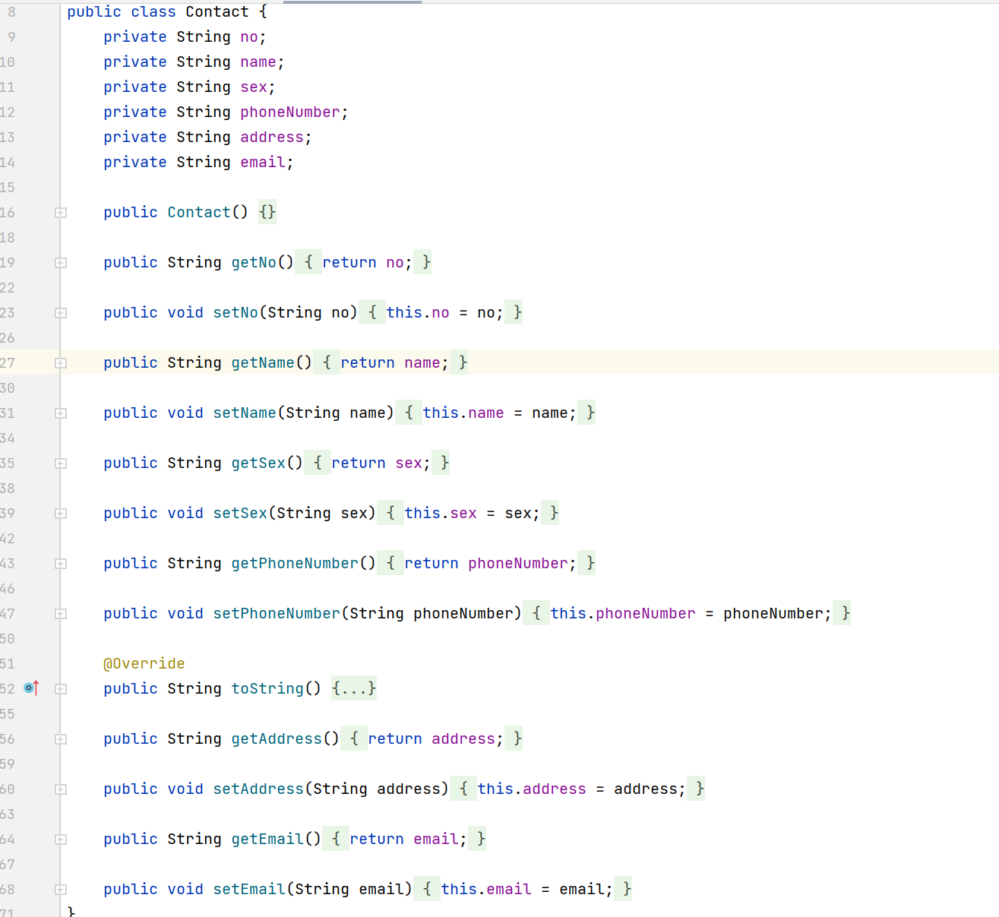 8 public class Contact {
9 private String no;
10 private String name;
11 private String sex;
12 private String phoneNumber;
13 private String address;
14 private String email;
15
16 public Contact() {}
18
19 public String getNo() { return no; }
22
23 public void setNo(String no) { this.no = no; }
26
27 public String getName() { return name; }
30
31 public void setName(String name) { this.name = name; }
34
35 public String getSex() { return sex; }
38
39 public void setSex(String sex) { this.sex = sex; }
42
43 public String getPhoneNumber() { return phoneNumber; }
46
47 public void setPhoneNumber(String phoneNumber) { this.phoneNumber = phoneNumber; }
50
51 @Override
52 public String toString() {...}
55
56 public String getAddress() { return address; }
59
60 public void setAddress(String address) { this.address = address; }
63
64 public String getEmail() { return email; }
67
68 public void setEmail(String email) { this.email = email; }
71 }